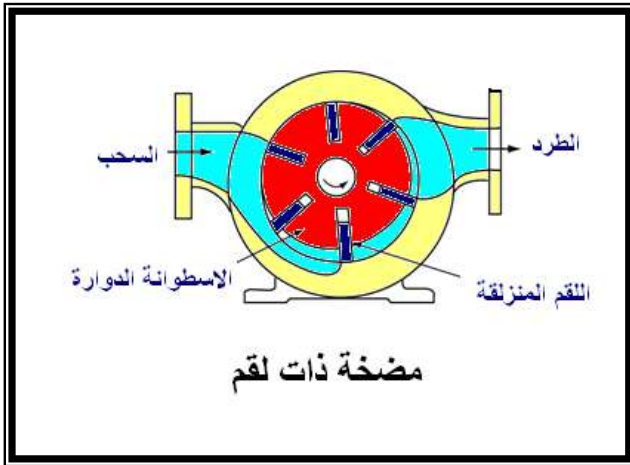 الطرد
السحب
الاسطوانة الدوارة
اللقم المنزلقة
مضخة ذات لقم